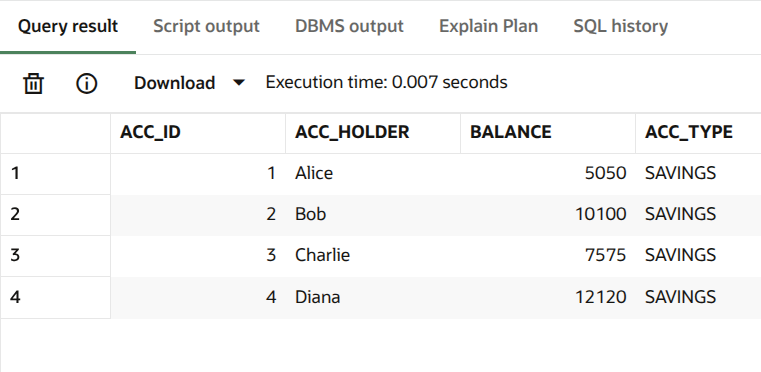 Query result Script output DBMS output Explain Plan SQL history
Download Execution time: 0.007 seconds
ACC_ID ACC_HOLDER BALANCE ACC_TYPE
1 1 Alice 5050 SAVINGS
2 2 Bob 10100 SAVINGS
3 3 Charlie 7575 SAVINGS
4 4 Diana 12120 SAVINGS